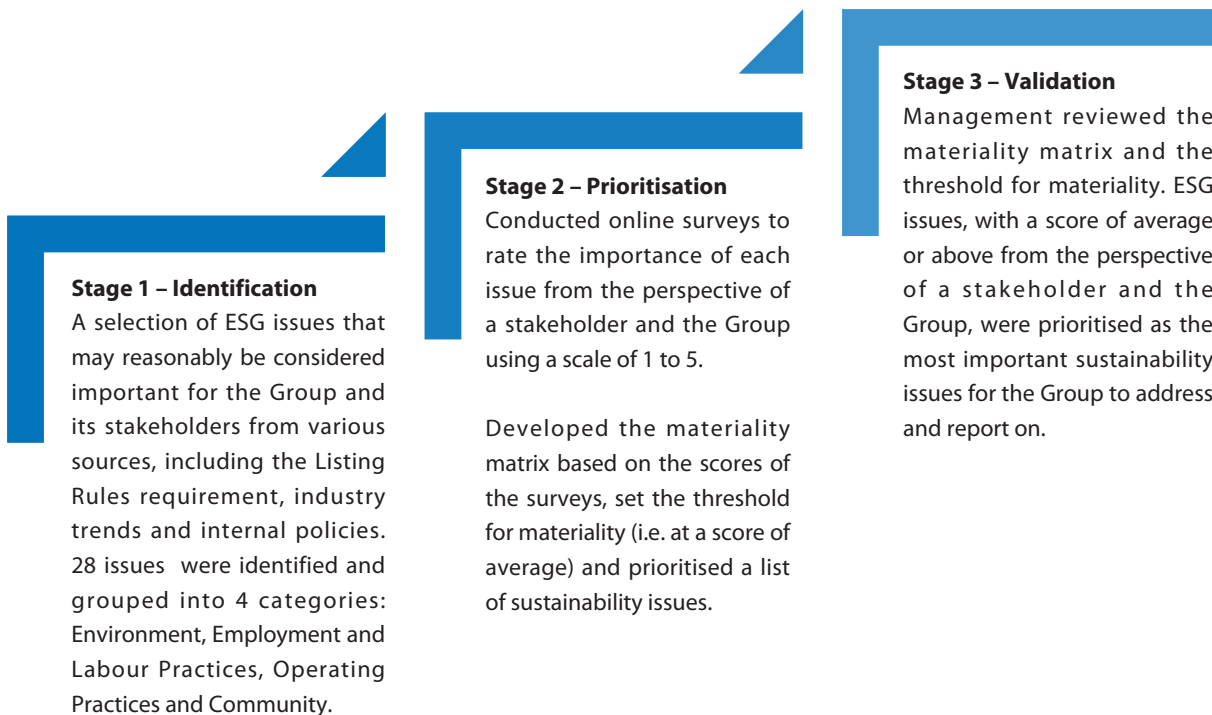 Stage 1 – Identification
A selection of ESG issues that
may reasonably be considered
important for the Group and
its stakeholders from various
sources, including the Listing
Rules requirement, industry
trends and internal policies.
28 issues were identified and
grouped into 4 categories:
Environment, Employment and
Labour Practices, Operating
Practices and Community.
Stage 2 – Prioritisation
Conducted online surveys to
rate the importance of each
issue from the perspective of
a stakeholder and the Group
using a scale of 1 to 5.
Developed the materiality
matrix based on the scores of
the surveys, set the threshold
for materiality (i.e. at a score of
average) and prioritised a list
of sustainability issues.
Stage 3 – Validation
Management reviewed the
materiality matrix and the
threshold for materiality. ESG
issues, with a score of average
or above from the perspective
of a stakeholder and the
Group, were prioritised as the
most important sustainability
issues for the Group to address
and report on.